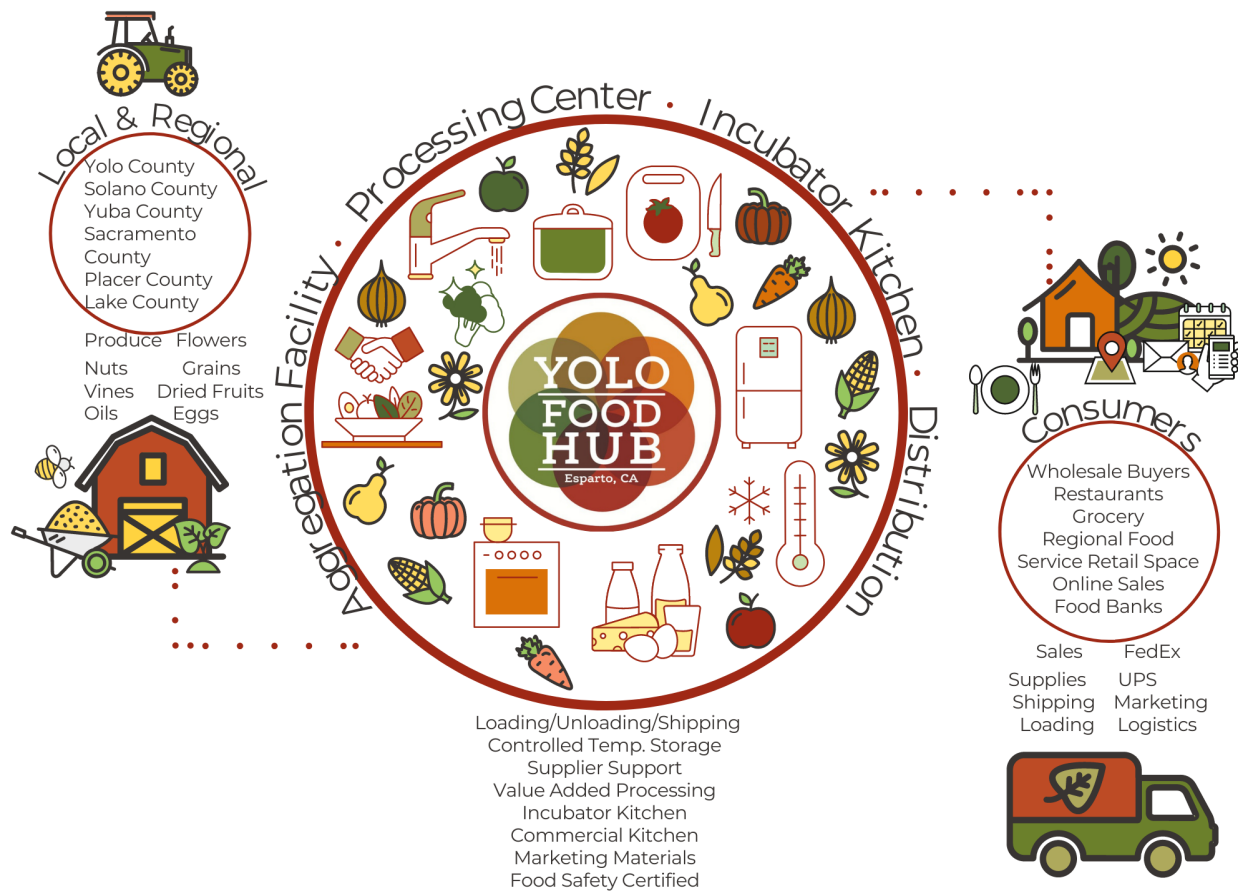 Local & Regional
Yolo County
Solano County
Yuba County
Sacramento
County
Placer County
Lake County
Produce Flowers
Nuts Grains
Vines Dried Fruits
Oils Eggs
Aggregation Facility · Processing Center · Incubator Kitchen · Distribution
YOLO
FOOD
HUB
Esparto, CA
Loading/Unloading/Shipping
Controlled Temp. Storage
Supplier Support
Value Added Processing
Incubator Kitchen
Commercial Kitchen
Marketing Materials
Food Safety Certified
Consumers
Wholesale Buyers
Restaurants
Grocery
Regional Food
Service Retail Space
Online Sales
Food Banks
Sales FedEx
Supplies UPS
Shipping Marketing
Loading Logistics